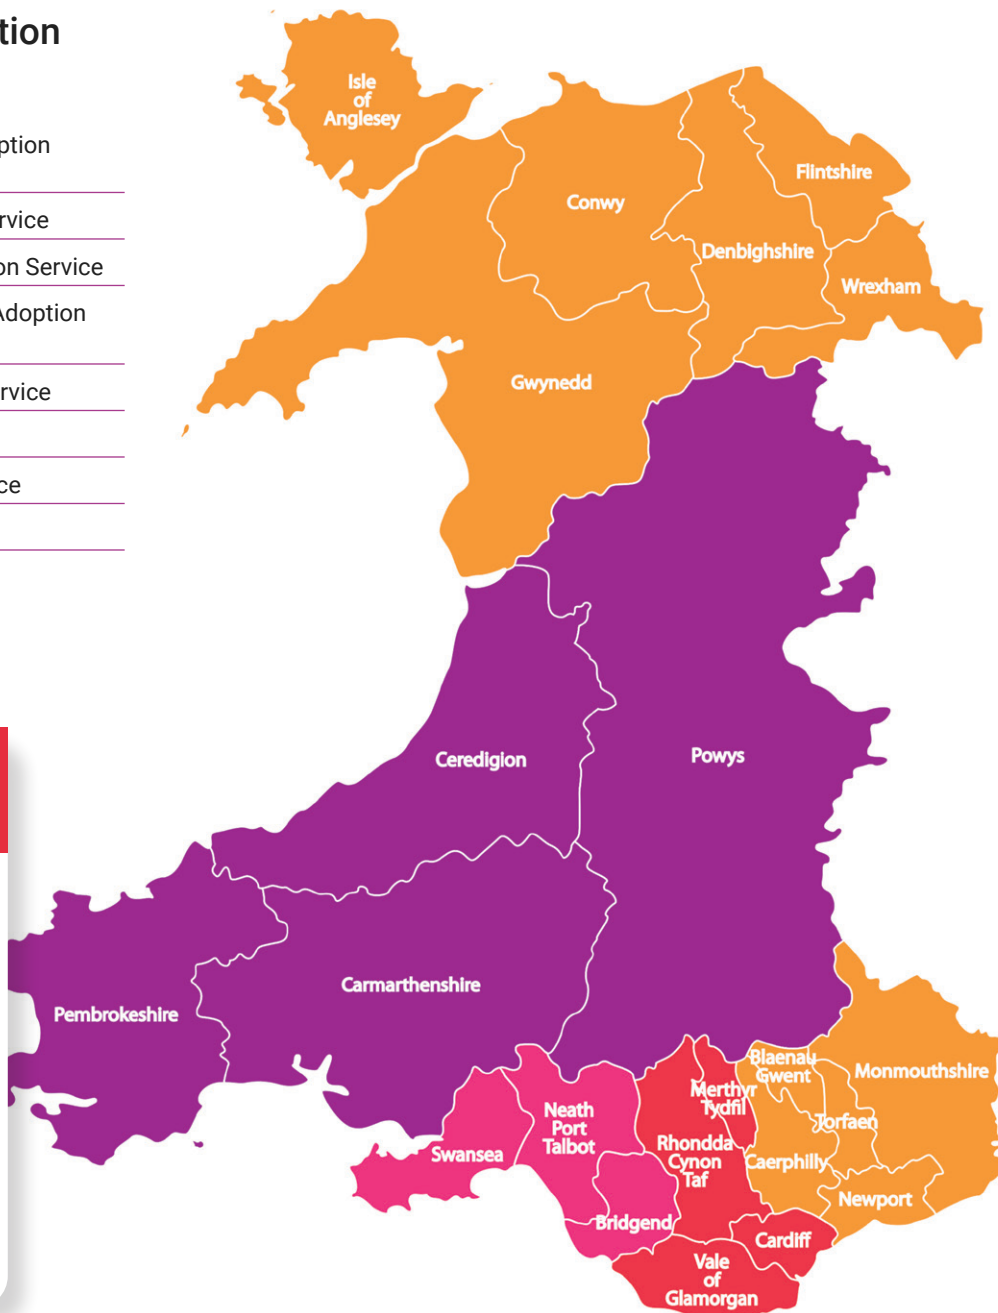 tion
ption
rvice
on Service
Adoption
rvice
ce
Isle
of
Anglesey
Flintshire
Conwy
Denbighshire
Wrexham
Gwynedd
Ceredigion
Powys
Carmarthenshire
Pembrokeshire
Blaenau
Gwent
Monmouthshire
Merthyr
Tydfil
Neath
Port
Talbot
Torfaen
Rhondda
Cynon
Taf
Swansea
Caerphilly
Newport
Bridgend
Cardiff
Vale
of
Glamorgan